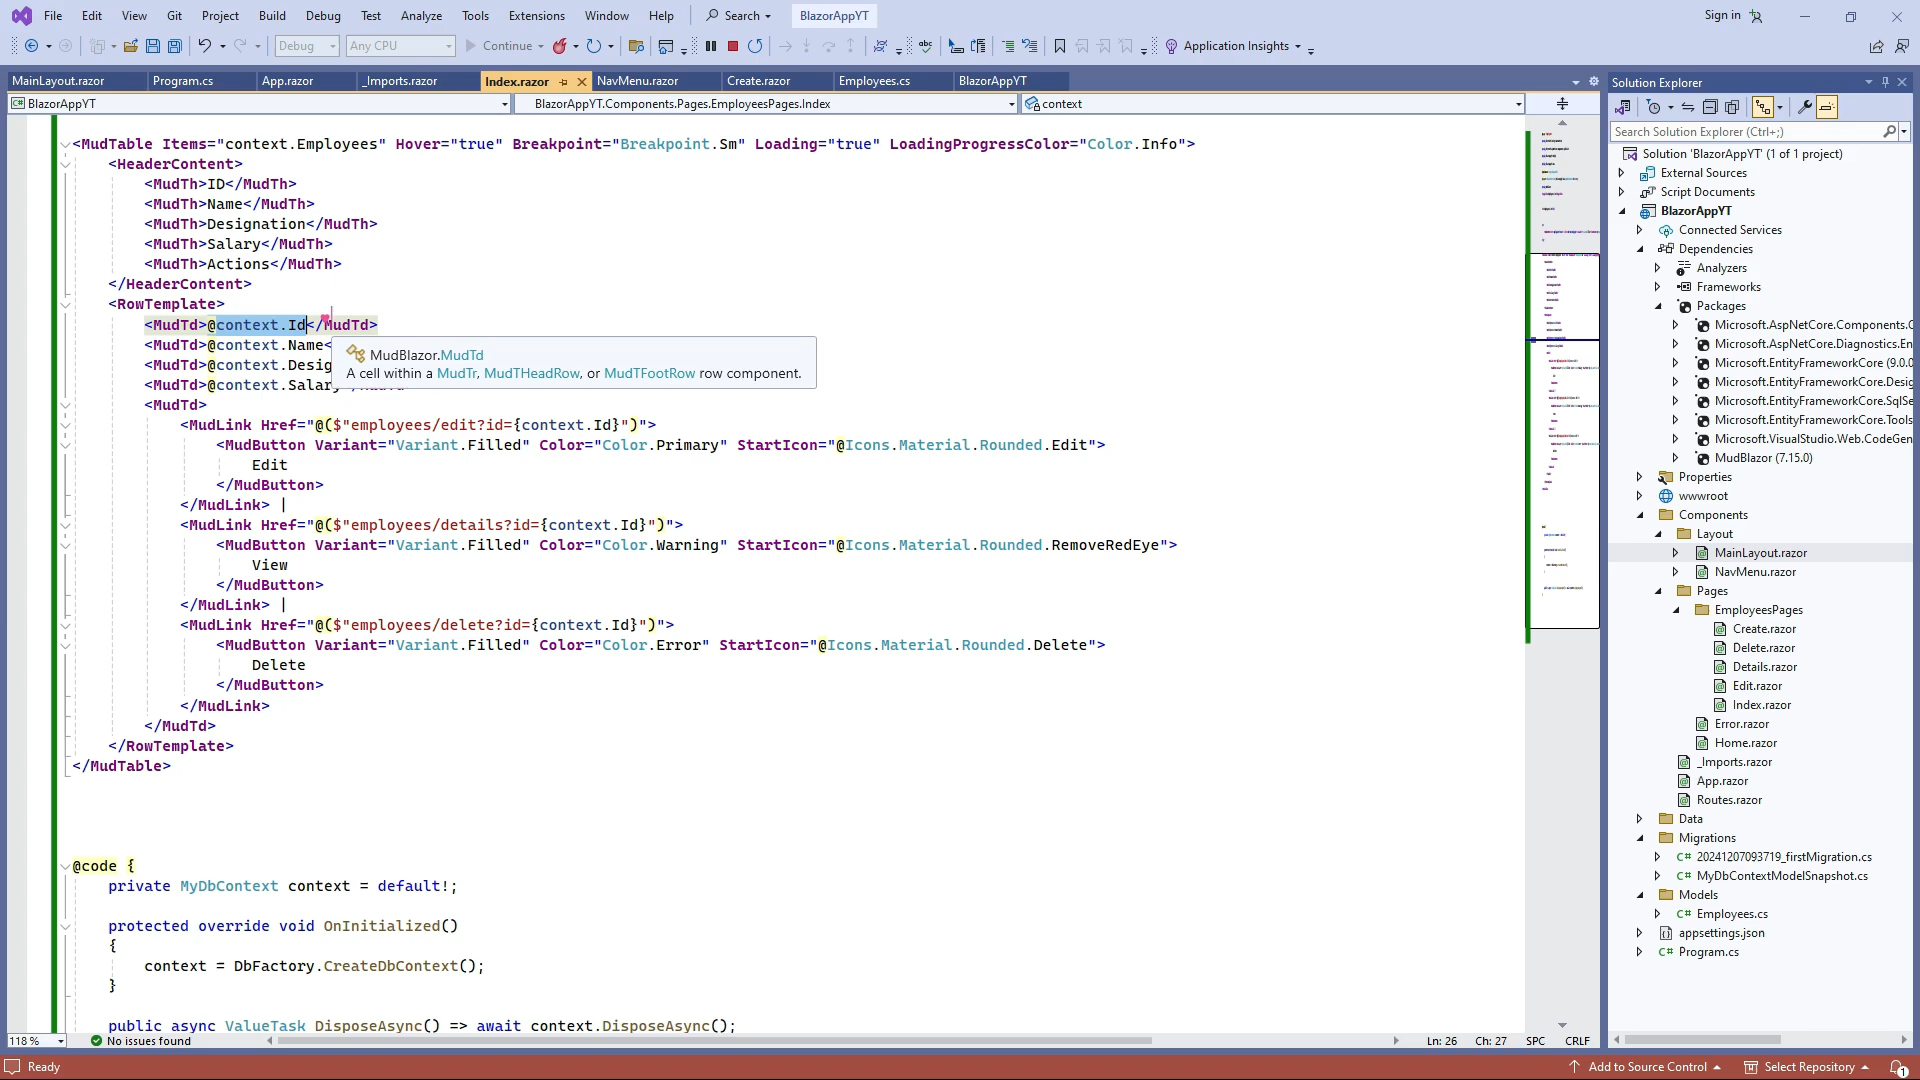 File Edit View Git Project Build Debug Test Analyze Tools Extensions Window Help Search BlazorAppYT Sign in
Debug Any CPU Continue Application Insights
MainLayout.razor Program.cs App.razor _Imports.razor Index.razor NavMenu.razor Create.razor Employees.cs BlazorAppYT
BlazorAppYT BlazorAppYT.Components.Pages.EmployeesPages.Index context
<MudTable Items="context.Employees" Hover="true" Breakpoint="Breakpoint.Sm" Loading="true" LoadingProgressColor="Color.Info">
<HeaderContent>
<MudTh>ID</MudTh>
<MudTh>Name</MudTh>
<MudTh>Designation</MudTh>
<MudTh>Salary</MudTh>
<MudTh>Actions</MudTh>
</HeaderContent>
<RowTemplate>
<MudTd>@context.Id</MudTd>
<MudTd>@context.Name<
<MudTd>@context.Desig
<MudTd>@context.Salary
MudBlazor.MudTd
A cell within a MudTr, MudTHeadRow, or MudTFootRow row component.
<MudTd>
<MudLink Href="@($"employees/edit?id={context.Id}")">
<MudButton Variant="Variant.Filled" Color="Color.Primary" StartIcon="@Icons.Material.Rounded.Edit">
Edit
</MudButton>
</MudLink> |
<MudLink Href="@($"employees/details?id={context.Id}")">
<MudButton Variant="Variant.Filled" Color="Color.Warning" StartIcon="@Icons.Material.Rounded.RemoveRedEye">
View
</MudButton>
</MudLink> |
<MudLink Href="@($"employees/delete?id={context.Id}")">
<MudButton Variant="Variant.Filled" Color="Color.Error" StartIcon="@Icons.Material.Rounded.Delete">
Delete
</MudButton>
</MudLink>
</MudTd>
</RowTemplate>
</MudTable>
@code {
private MyDbContext context = default!;
protected override void OnInitialized()
{
context = DbFactory.CreateDbContext();
}
public async ValueTask DisposeAsync() => await context.DisposeAsync();
118 % No issues found Ln: 26 Ch: 27 SPC CRLF
Solution Explorer
Search Solution Explorer (Ctrl+;)
Solution 'BlazorAppYT' (1 of 1 project)
External Sources
Script Documents
BlazorAppYT
Connected Services
Dependencies
Analyzers
Frameworks
Packages
Microsoft.AspNetCore.Components.C
Microsoft.AspNetCore.Diagnostics.En
Microsoft.EntityFrameworkCore (9.0.0
Microsoft.EntityFrameworkCore.Desig
Microsoft.EntityFrameworkCore.SqlSe
Microsoft.EntityFrameworkCore.Tools
Microsoft.VisualStudio.Web.CodeGen
MudBlazor (7.15.0)
Properties
wwwroot
Components
Layout
MainLayout.razor
NavMenu.razor
Pages
EmployeesPages
Create.razor
Delete.razor
Details.razor
Edit.razor
Index.razor
Error.razor
Home.razor
_Imports.razor
App.razor
Routes.razor
Data
Migrations
20241207093719_firstMigration.cs
MyDbContextModelSnapshot.cs
Models
Employees.cs
appsettings.json
Program.cs
Ready Add to Source Control Select Repository 1